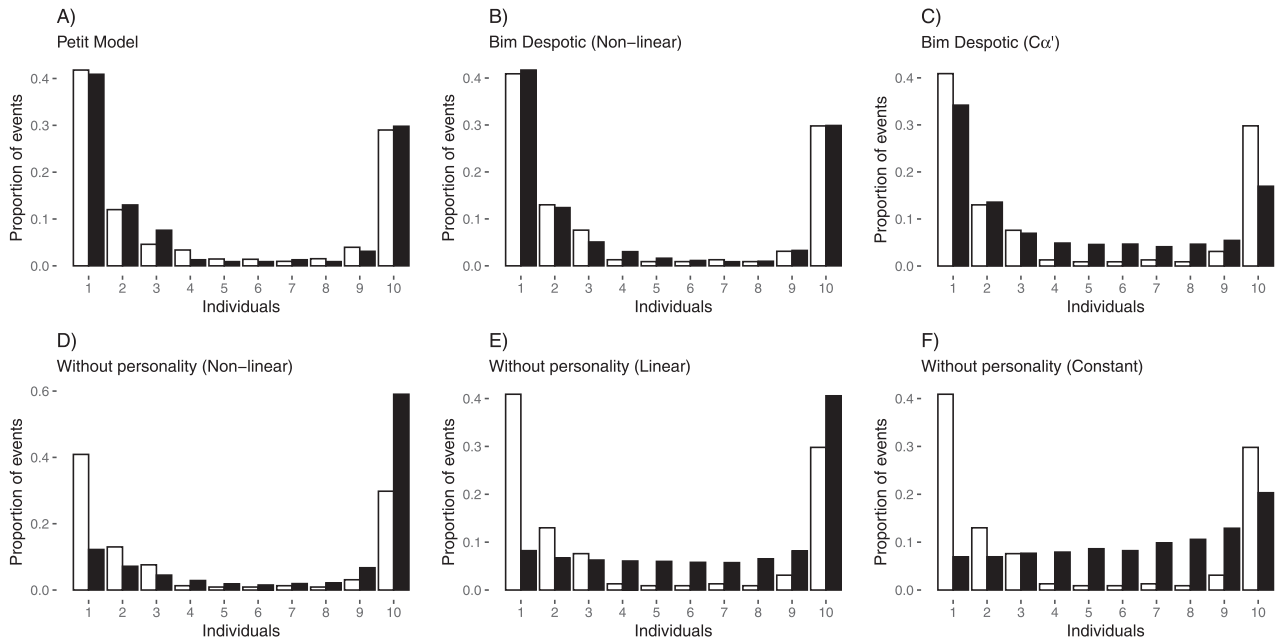 A)
Petit Model
Proportion of events
0.4
0.3
0.2
0.1
0.0
1 2 3 4 5 6 7 8 9 10
Individuals
B)
Bim Despotic (Non−linear)
Proportion of events
0.4
0.3
0.2
0.1
0.0
1 2 3 4 5 6 7 8 9 10
Individuals
C)
Bim Despotic (Cα')
Proportion of events
0.4
0.3
0.2
0.1
0.0
1 2 3 4 5 6 7 8 9 10
Individuals
D)
Without personality (Non−linear)
Proportion of events
0.6
0.4
0.2
0.0
1 2 3 4 5 6 7 8 9 10
Individuals
E)
Without personality (Linear)
Proportion of events
0.4
0.3
0.2
0.1
0.0
1 2 3 4 5 6 7 8 9 10
Individuals
F)
Without personality (Constant)
Proportion of events
0.4
0.3
0.2
0.1
0.0
1 2 3 4 5 6 7 8 9 10
Individuals